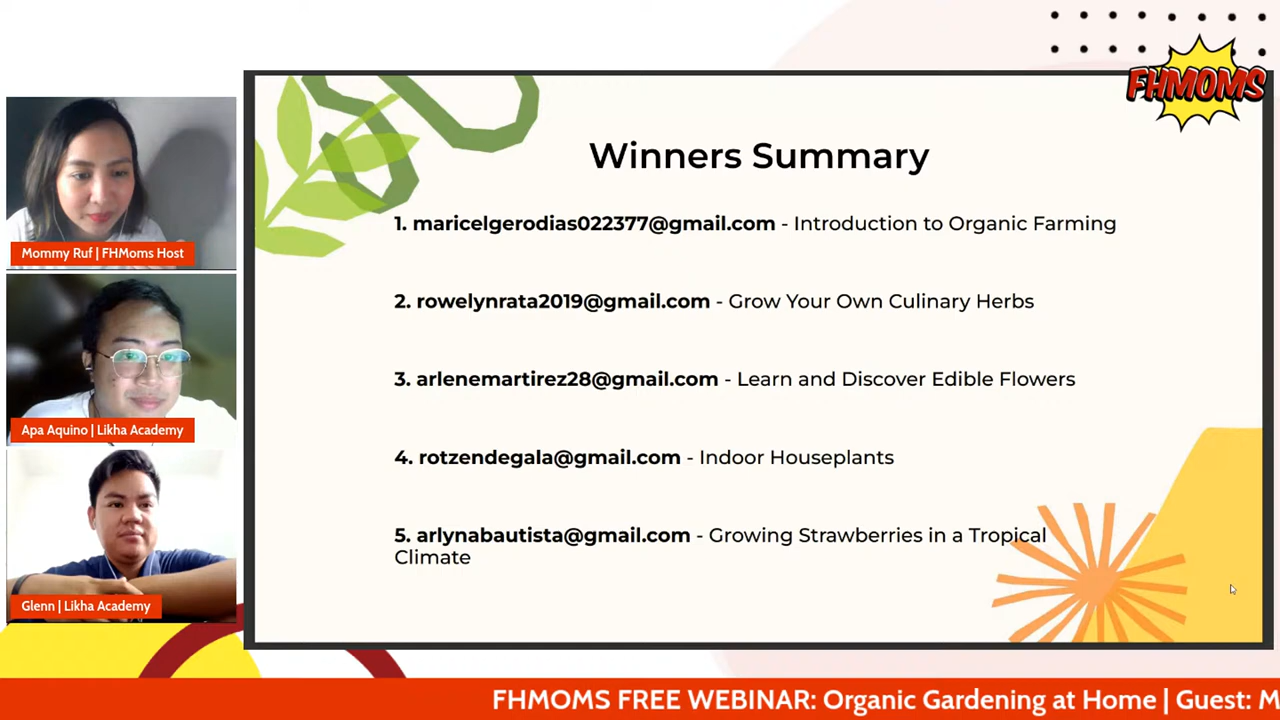 FHMOMS
Winners Summary
1. maricelgerodias022377@gmail.com - Introduction to Organic Farming
2. rowelynrata2019@gmail.com - Grow Your Own Culinary Herbs
3. arlenemartirez28@gmail.com - Learn and Discover Edible Flowers
4. rotzendegala@gmail.com - Indoor Houseplants
5. arlynabautista@gmail.com - Growing Strawberries in a Tropical
Climate
Mommy Ruf | FHMoms Host
Apa Aquino | Likha Academy
Glenn | Likha Academy
FHMOMS FREE WEBINAR: Organic Gardening at Home | Guest: M